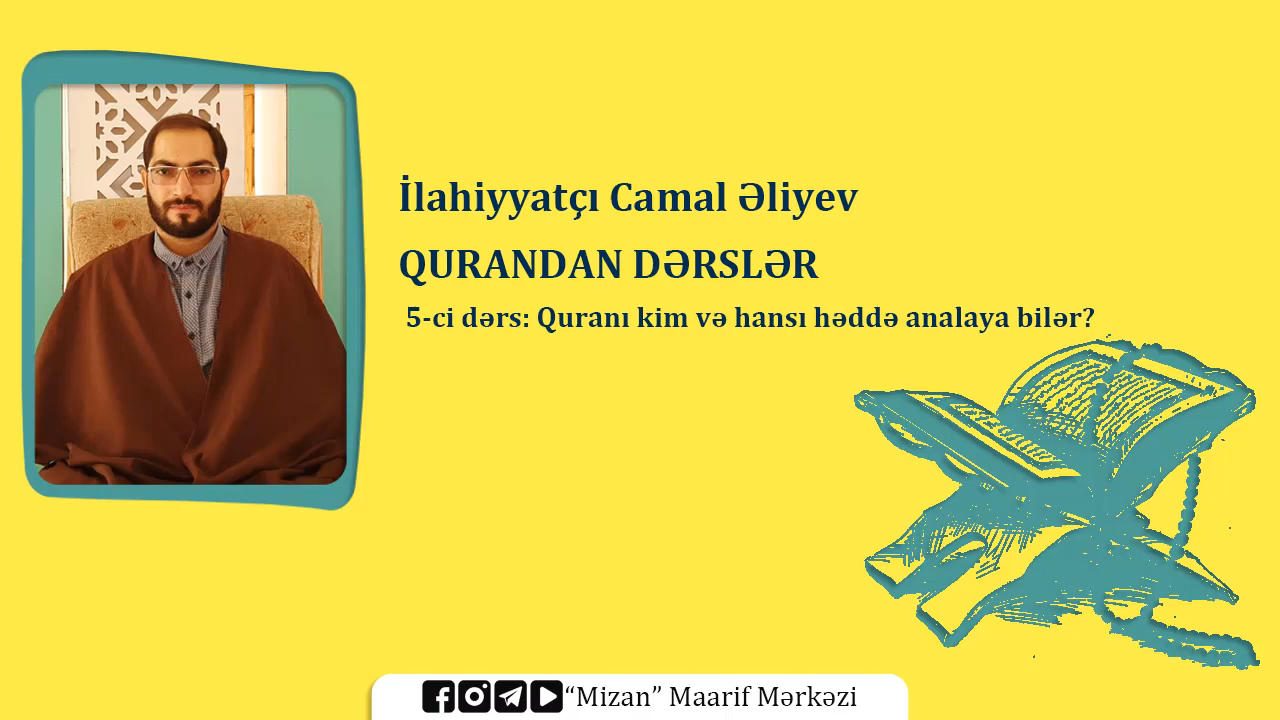 İlahiyyatçı Camal Əliyev
QURANDAN DƏRSLƏR
5-ci dərs: Quranı kim və hansı həddə analaya bilər?
“Mizan” Maarif Mərkəzi